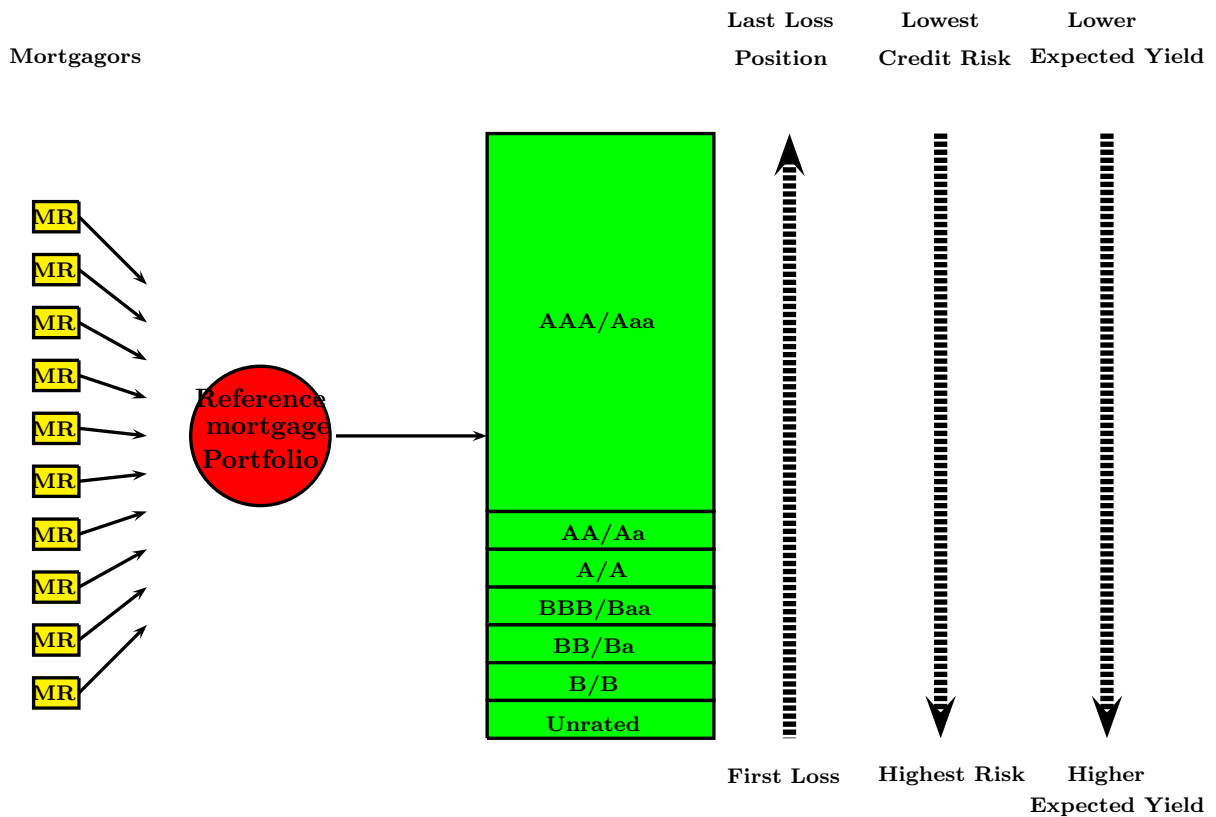 Mortgagors
Last Loss
Position
Lowest
Credit Risk
Lower
Expected Yield
MR
MR
MR
MR
MR
MR
MR
MR
MR
MR
Reference
mortgage
Portfolio
AAA/Aaa
AA/Aa
A/A
BBB/Baa
BB/Ba
B/B
Unrated
First Loss
Highest Risk
Higher
Expected Yield